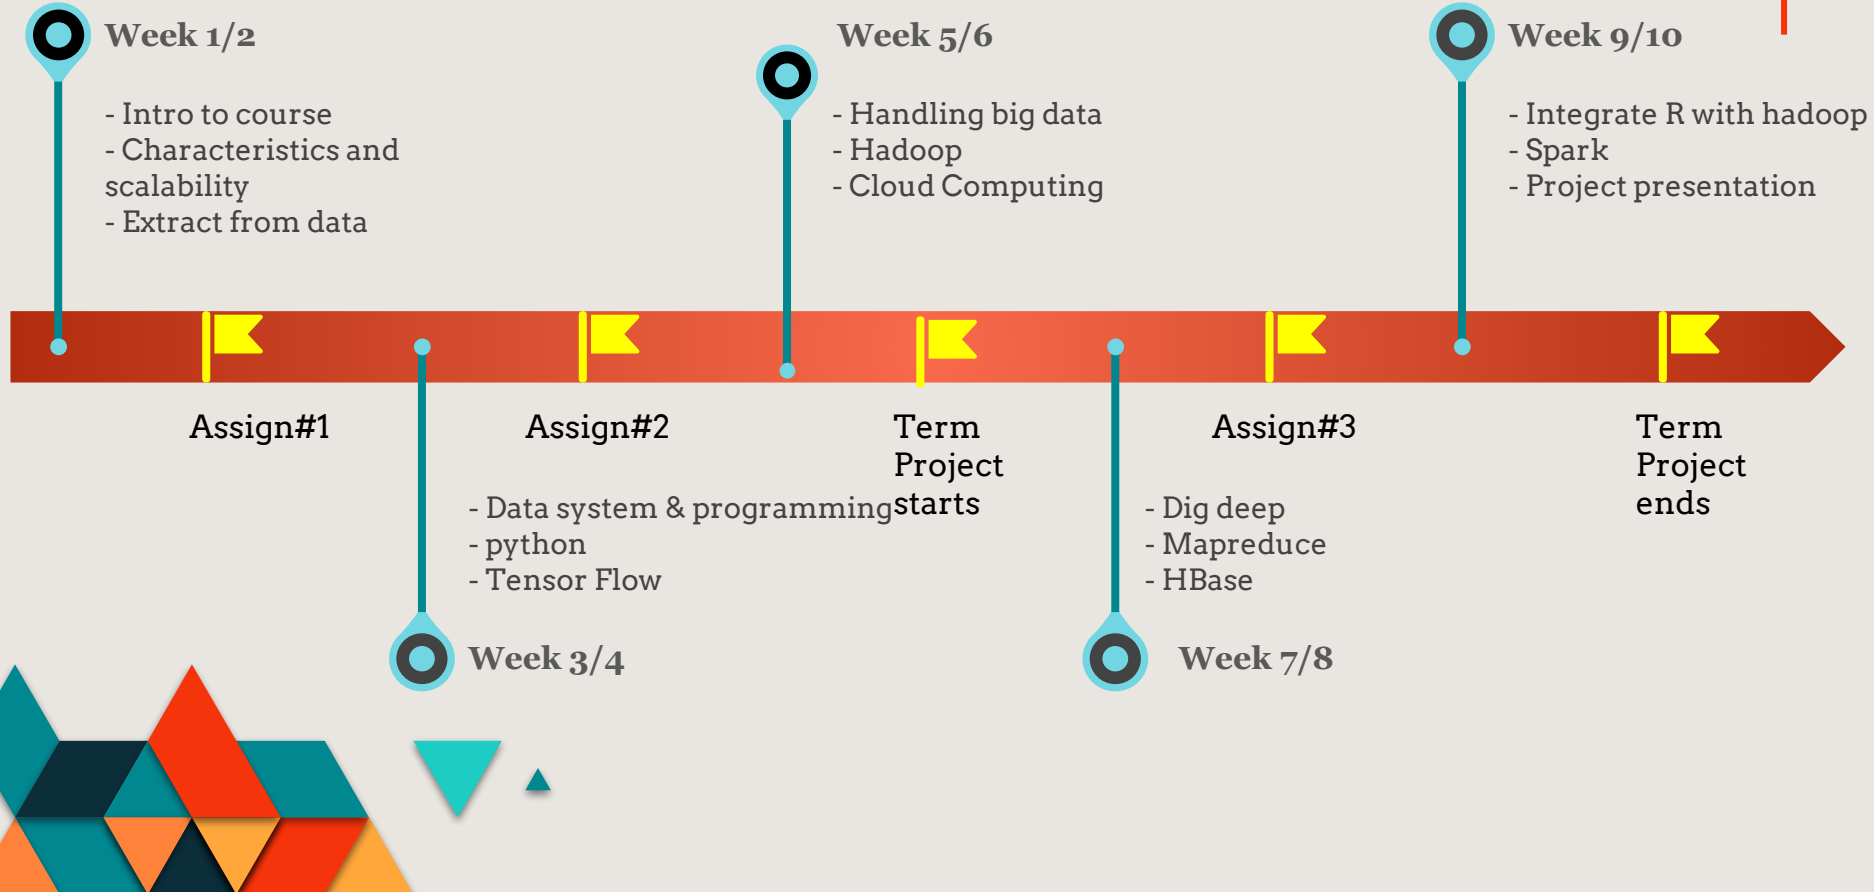 Week 1/2
- Intro to course
- Characteristics and
scalability
- Extract from data
Week 5/6
- Handling big data
- Hadoop
- Cloud Computing
Week 9/10
- Integrate R with hadoop
- Spark
- Project presentation
Assign#1
Assign#2
Term
Project
starts
Assign#3
Term
Project
ends
- Data system & programming
- python
- Tensor Flow
Week 3/4
- Dig deep
- Mapreduce
- HBase
Week 7/8